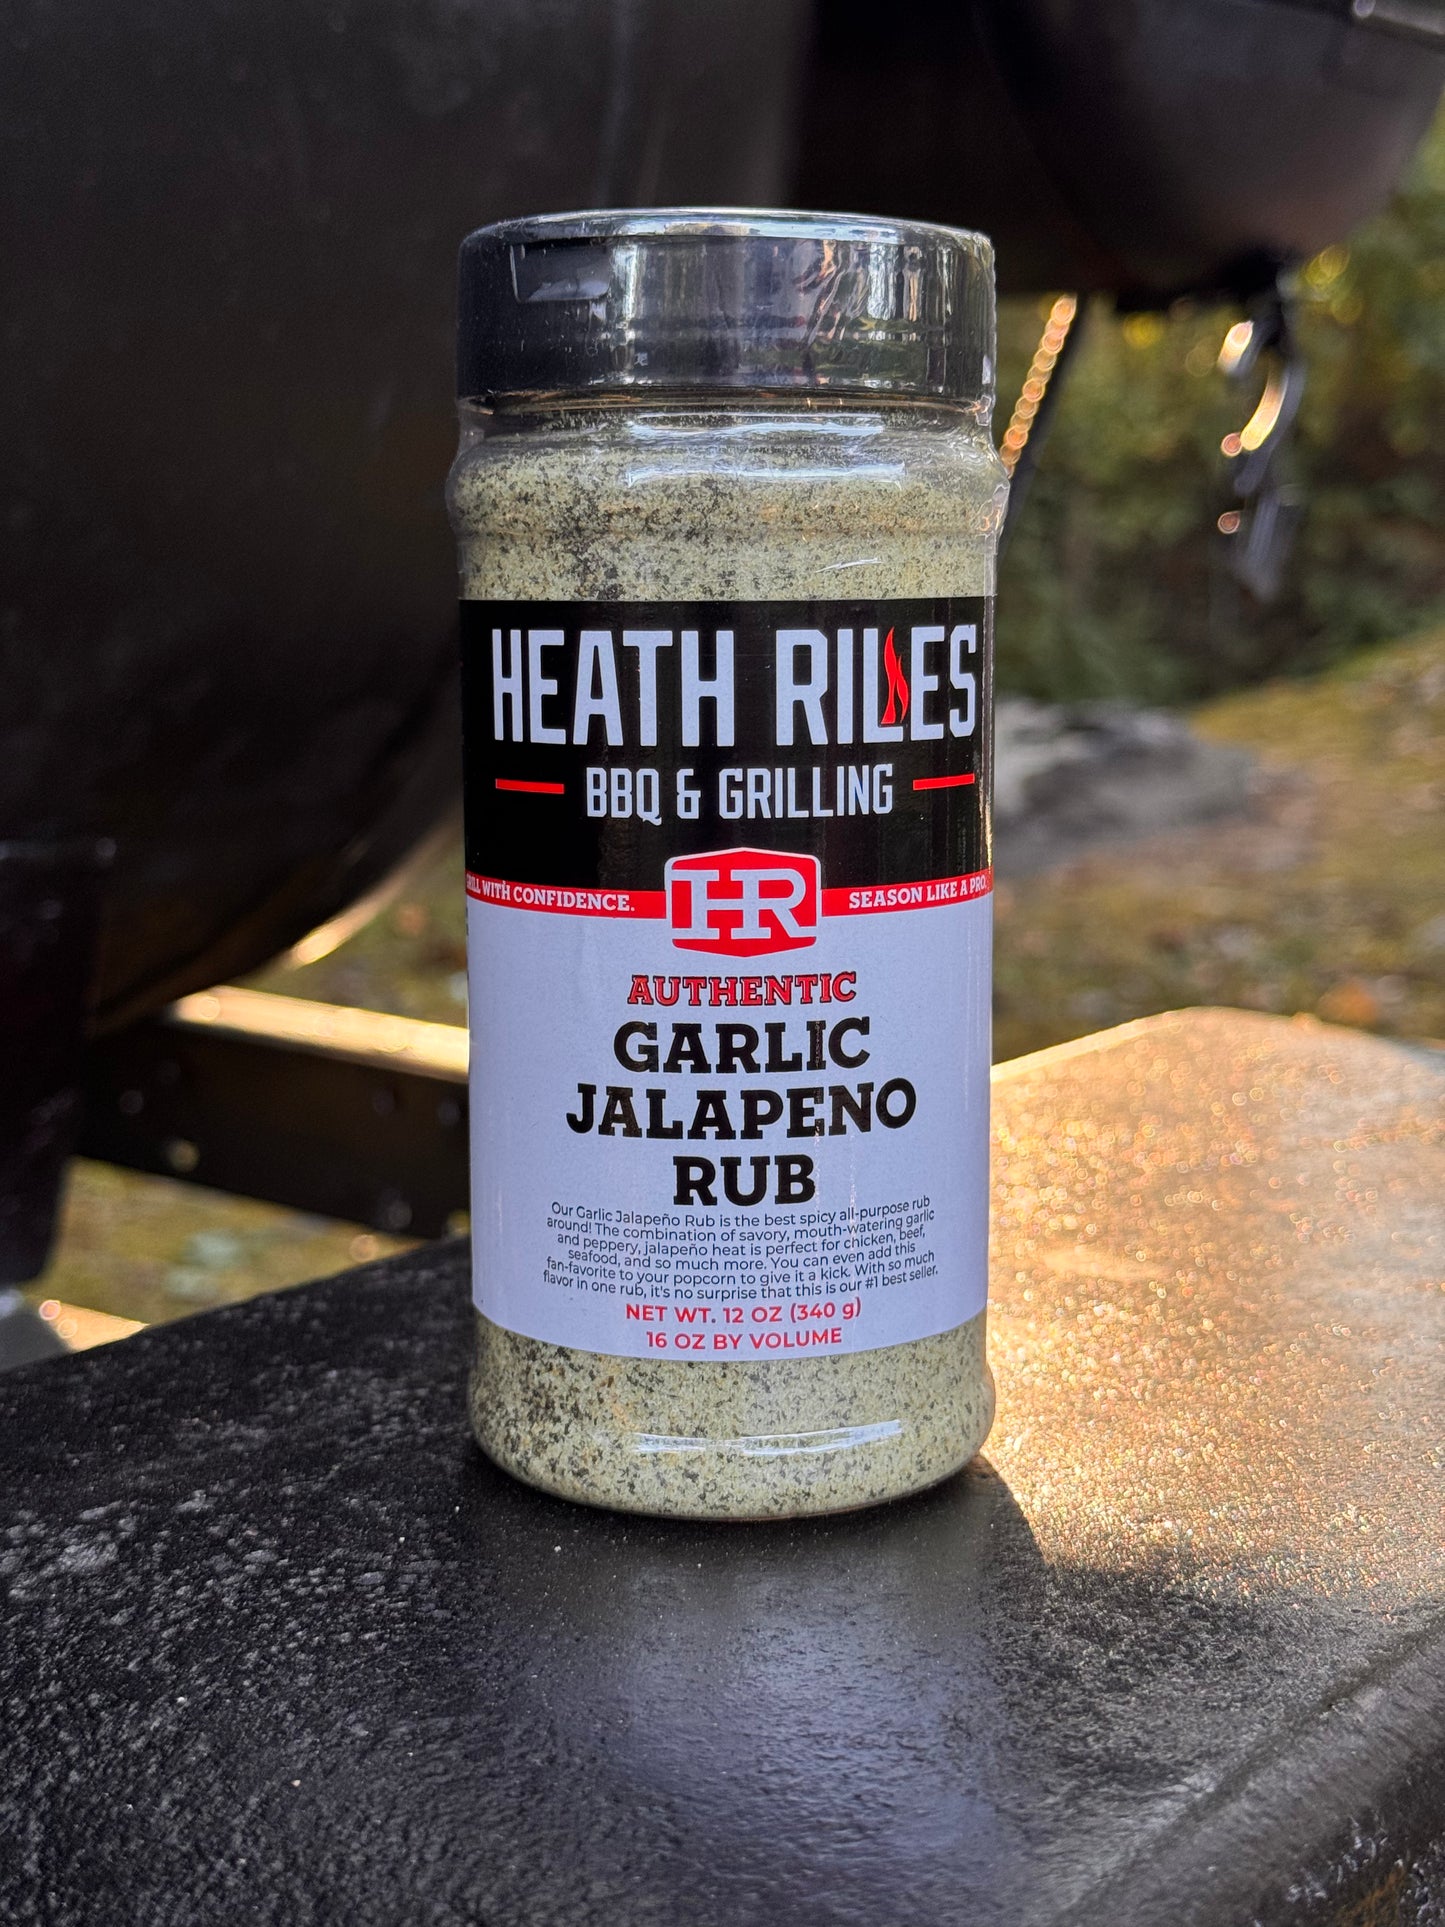 HEATH RILES
BBQ & GRILLING
GRILL WITH CONFIDENCE. HR SEASON LIKE A PRO.
AUTHENTIC
GARLIC
JALAPENO
RUB
Our Garlic Jalapeño Rub is the best spicy all-purpose rub
around! The combination of savory, mouth-watering garlic
and peppery, jalapeño heat is perfect for chicken, beef,
seafood, and so much more. You can even add this
fan-favorite to your popcorn to give it a kick. With so much
flavor in one rub, it's no surprise that this is our #1 best seller.
NET WT. 12 OZ (340 g)
16 OZ BY VOLUME